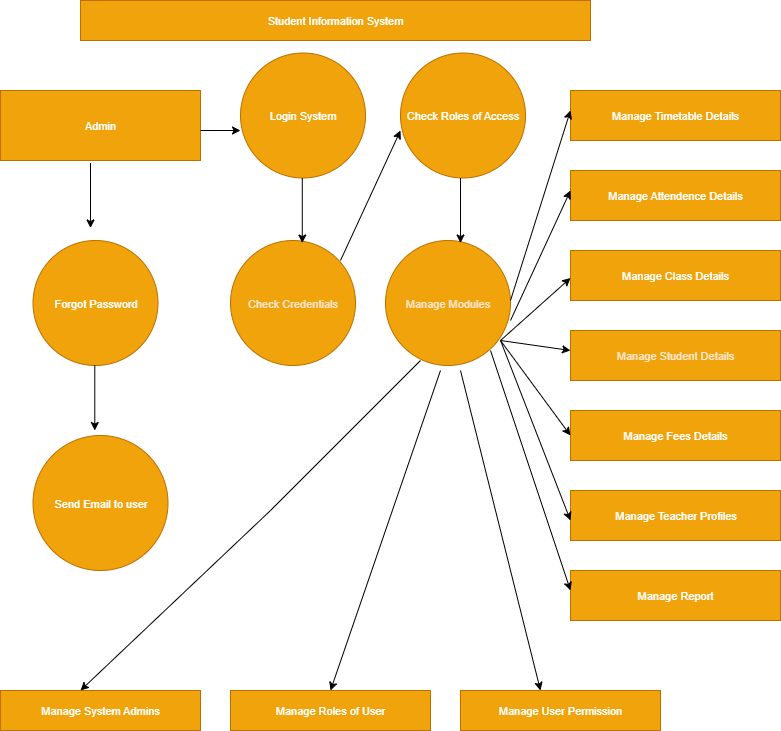 Student Information System
Admin
Login System
Check Roles of Access
Manage Timetable Details
Manage Attendence Details
Manage Class Details
Forgot Password
Check Credentials
Manage Modules
Manage Student Details
Manage Fees Details
Send Email to user
Manage Teacher Profiles
Manage Report
Manage System Admins
Manage Roles of User
Manage User Permission